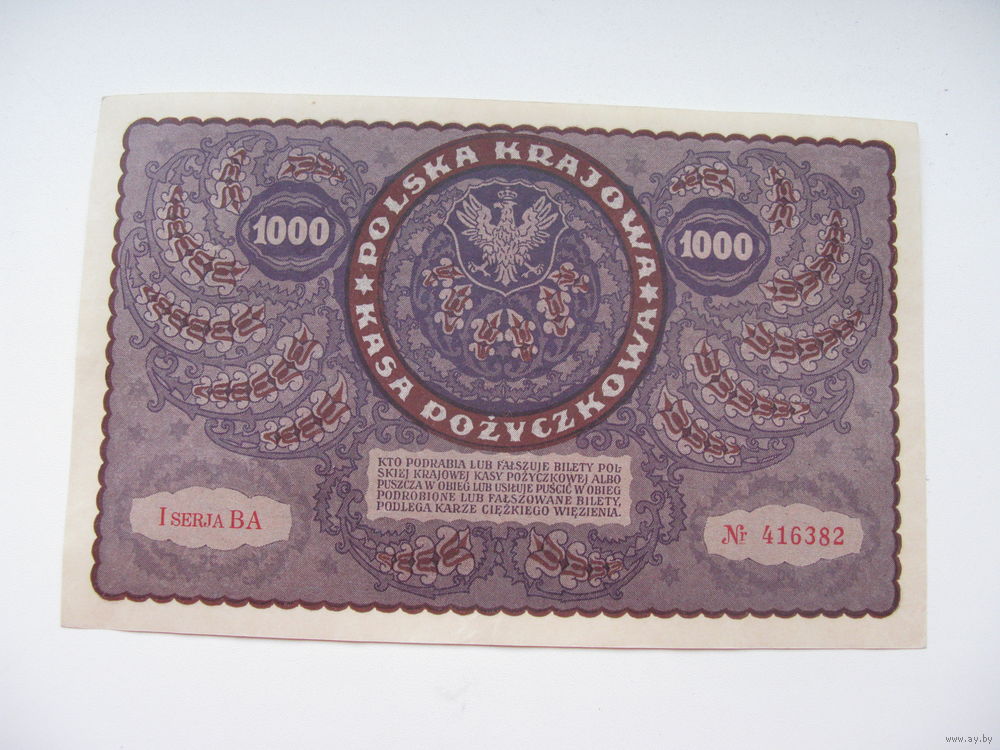 POLSKA KRAJOWA
KASA POŻYCZKOWA
1000
1000
KTO PODRABIA LUB FAŁSZUJE BILETY POL-
SKIEJ KRAJOWEJ KASY POŻYCZKOWEJ ALBO
PUSZCZA W OBIEG LUB USIŁUJE PUŚCIĆ W OBIEG
PODROBIONE LUB FAŁSZOWANE BILETY,
PODLEGA KARZE CIĘŻKIEGO WIĘZIENIA.
I SERJA BA
Nr 416382
www.ay.by